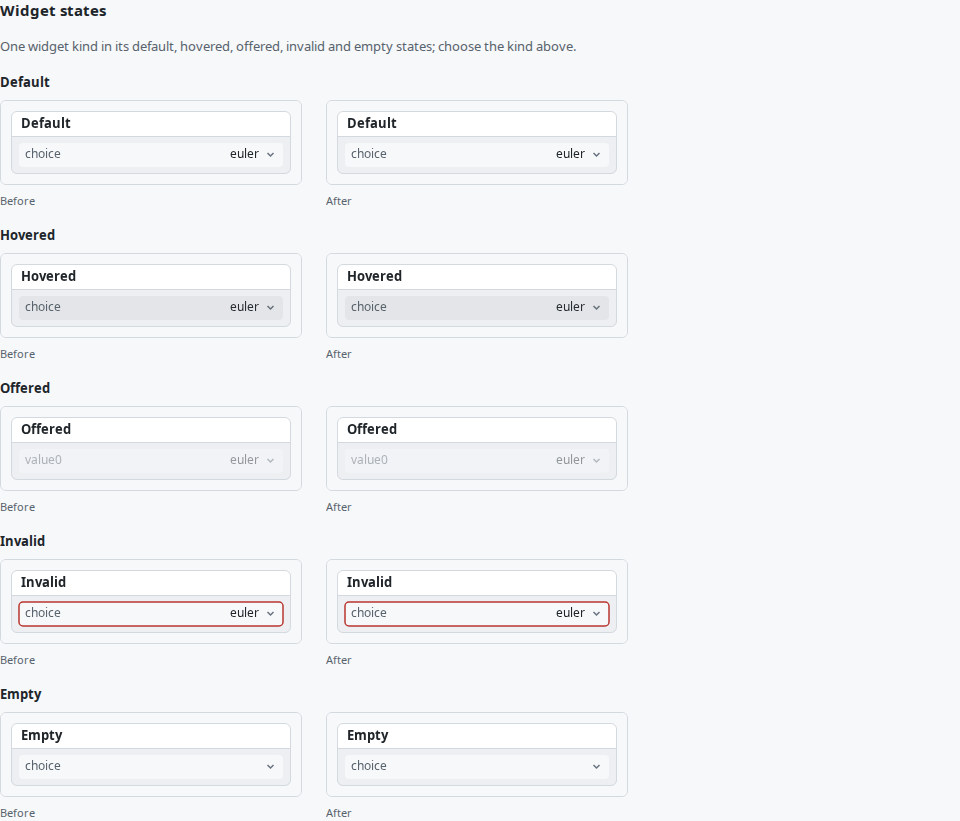 Widget states
One widget kind in its default, hovered, offered, invalid and empty states; choose the kind above.
Default
Default
Default
choice euler
choice euler
Before
After
Hovered
Hovered
Hovered
choice euler
choice euler
Before
After
Offered
Offered
Offered
value0 euler
value0 euler
Before
After
Invalid
Invalid
Invalid
choice euler
choice euler
Before
After
Empty
Empty
Empty
choice
choice
Before
After